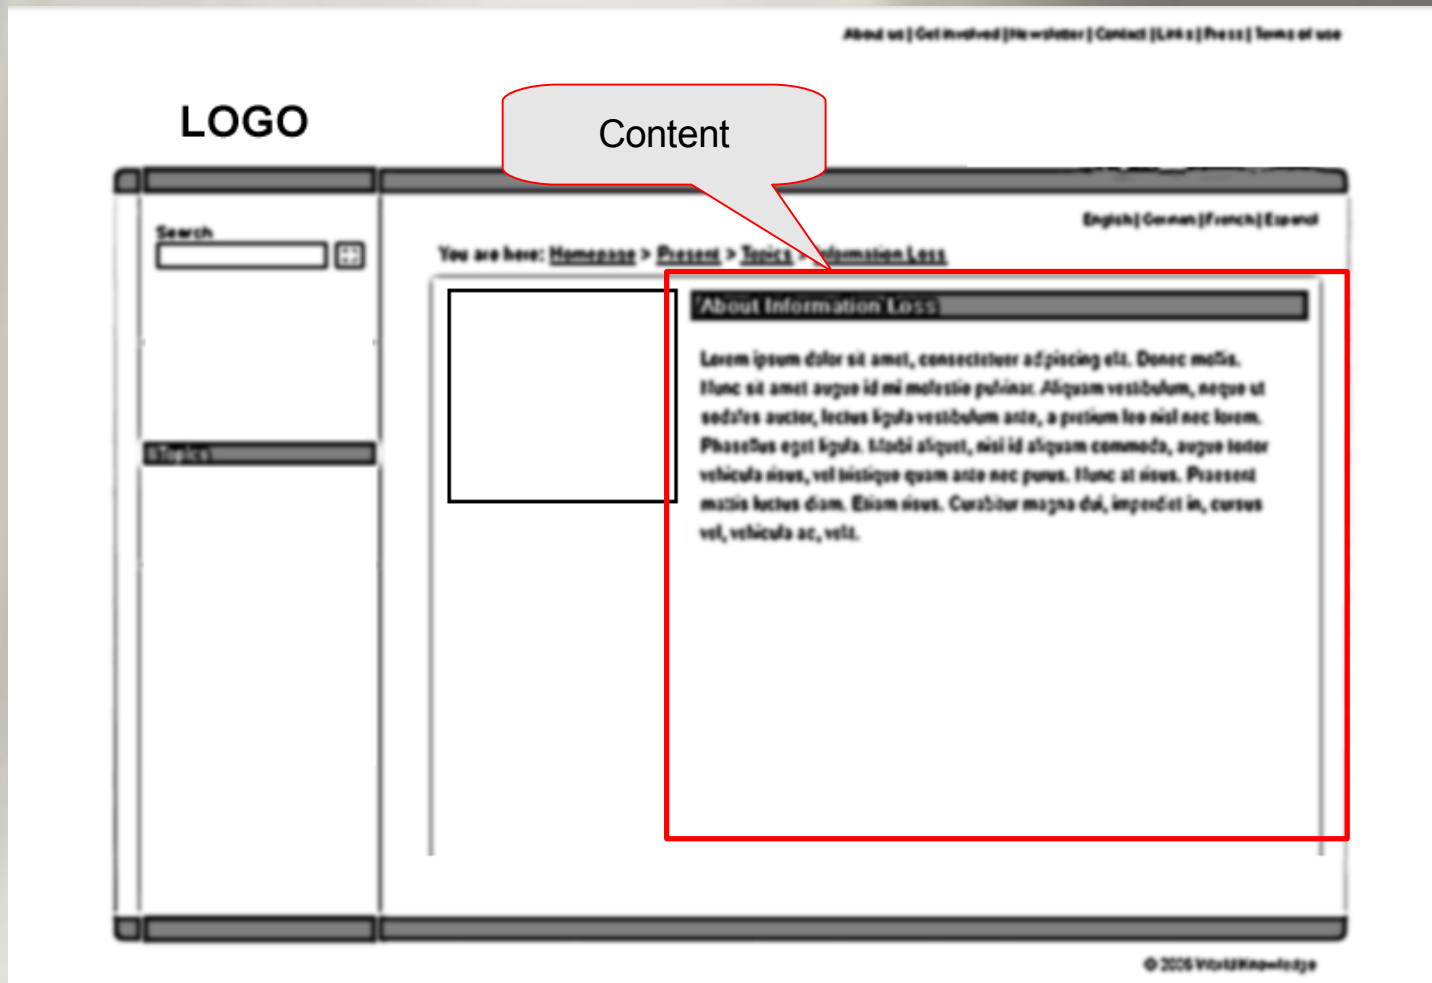 About us | Get involved | Newsletter | Contact | Links | Press | Terms of use
LOGO
Content
English | German | French | Espanol
Search
You are here: Homepage > Present > Topics > Information Loss
About Information Loss
Lorem ipsum dolor sit amet, consectetuer adipiscing elit. Donec mollis.
Nunc sit amet augue id mi molestie pulvinar. Aliquam vestibulum, neque ut
sodales auctor, lectus ligula vestibulum ante, a pretium leo nisl nec lorem.
Phasellus eget ligula. Morbi aliquet, nisi id aliquam commodo, augue tortor
vehicula risus, vel tristique quam ante nec purus. Nunc at risus. Praesent
mattis luctus diam. Etiam risus. Curabitur magna dui, imperdiet in, cursus
vel, vehicula ac, velit.
Topics
© 2005 World Knowledge